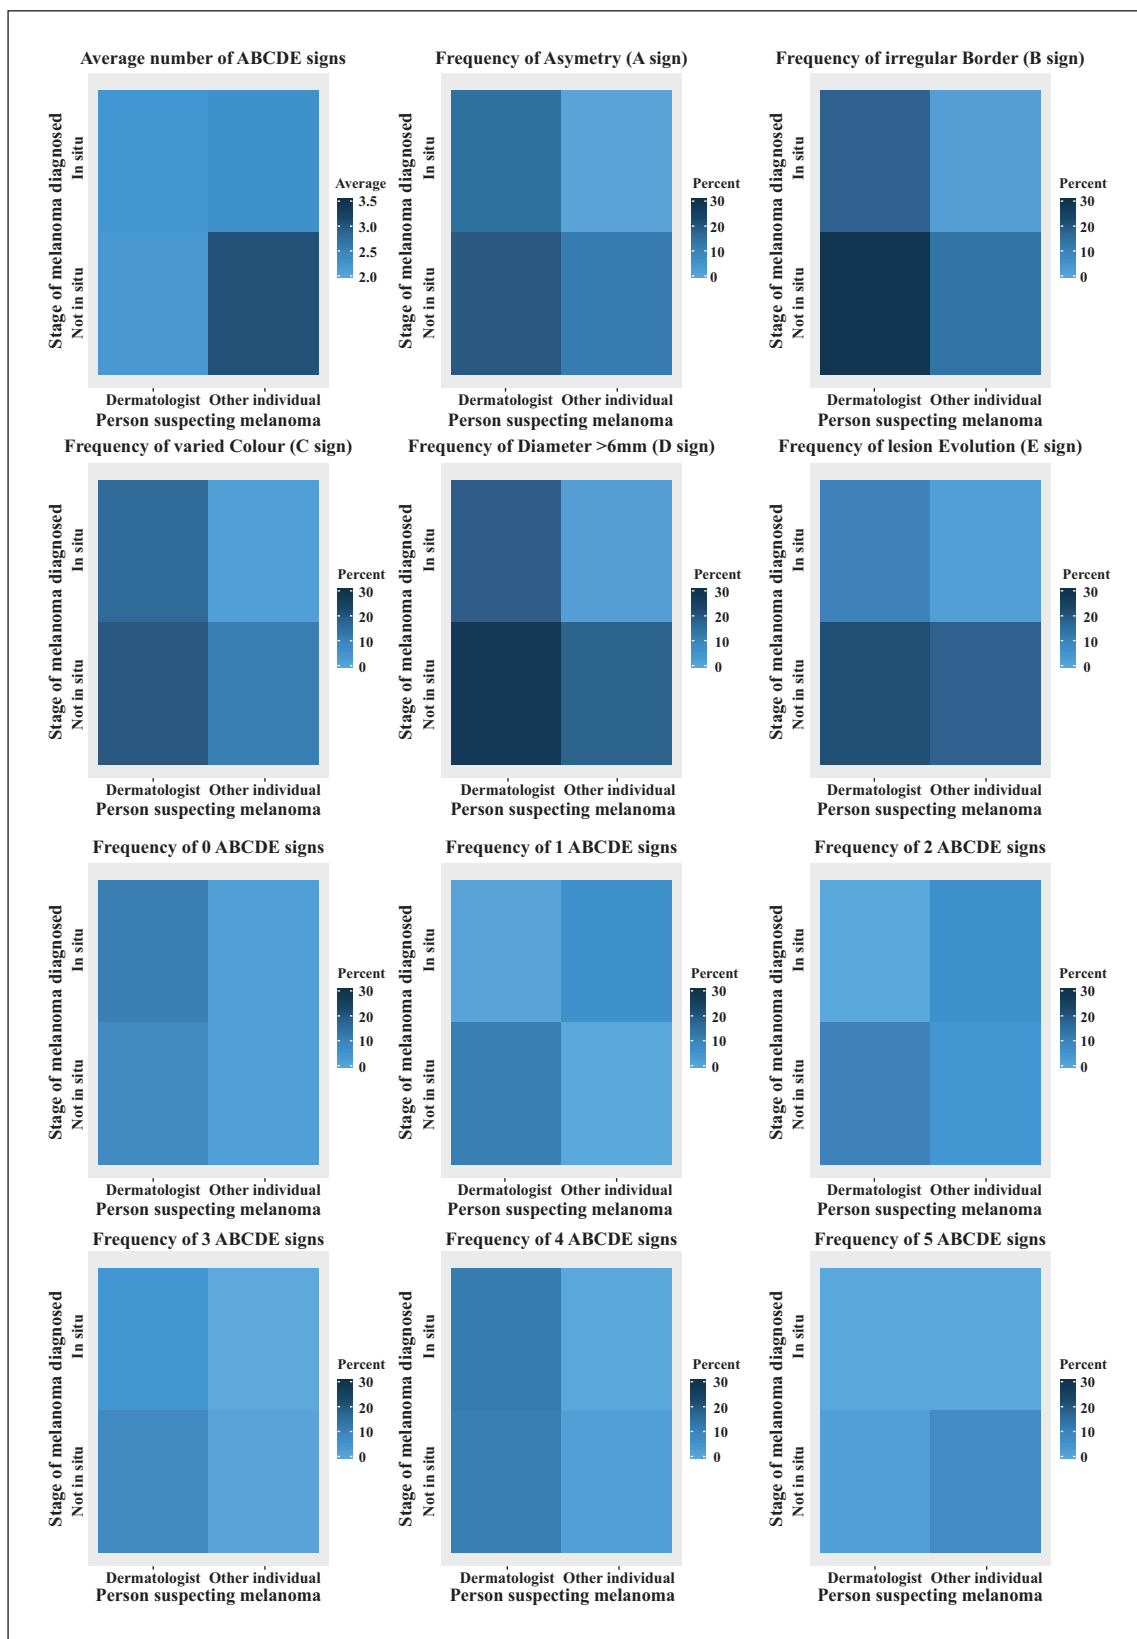 Average number of ABCDE signs
Stage of melanoma diagnosed
In situ
Not in situ
Average
3.5
3.0
2.5
2.0
Dermatologist Other individual
Person suspecting melanoma
Frequency of Asymetry (A sign)
Stage of melanoma diagnosed
In situ
Not in situ
Percent
30
20
10
0
Dermatologist Other individual
Person suspecting melanoma
Frequency of irregular Border (B sign)
Stage of melanoma diagnosed
In situ
Not in situ
Percent
30
20
10
0
Dermatologist Other individual
Person suspecting melanoma
Frequency of varied Colour (C sign)
Stage of melanoma diagnosed
In situ
Not in situ
Percent
30
20
10
0
Dermatologist Other individual
Person suspecting melanoma
Frequency of Diameter >6mm (D sign)
Stage of melanoma diagnosed
In situ
Not in situ
Percent
30
20
10
0
Dermatologist Other individual
Person suspecting melanoma
Frequency of lesion Evolution (E sign)
Stage of melanoma diagnosed
In situ
Not in situ
Percent
30
20
10
0
Dermatologist Other individual
Person suspecting melanoma
Frequency of 0 ABCDE signs
Stage of melanoma diagnosed
In situ
Not in situ
Percent
30
20
10
0
Dermatologist Other individual
Person suspecting melanoma
Frequency of 1 ABCDE signs
Stage of melanoma diagnosed
In situ
Not in situ
Percent
30
20
10
0
Dermatologist Other individual
Person suspecting melanoma
Frequency of 2 ABCDE signs
Stage of melanoma diagnosed
In situ
Not in situ
Percent
30
20
10
0
Dermatologist Other individual
Person suspecting melanoma
Frequency of 3 ABCDE signs
Stage of melanoma diagnosed
In situ
Not in situ
Percent
30
20
10
0
Dermatologist Other individual
Person suspecting melanoma
Frequency of 4 ABCDE signs
Stage of melanoma diagnosed
In situ
Not in situ
Percent
30
20
10
0
Dermatologist Other individual
Person suspecting melanoma
Frequency of 5 ABCDE signs
Stage of melanoma diagnosed
In situ
Not in situ
Percent
30
20
10
0
Dermatologist Other individual
Person suspecting melanoma